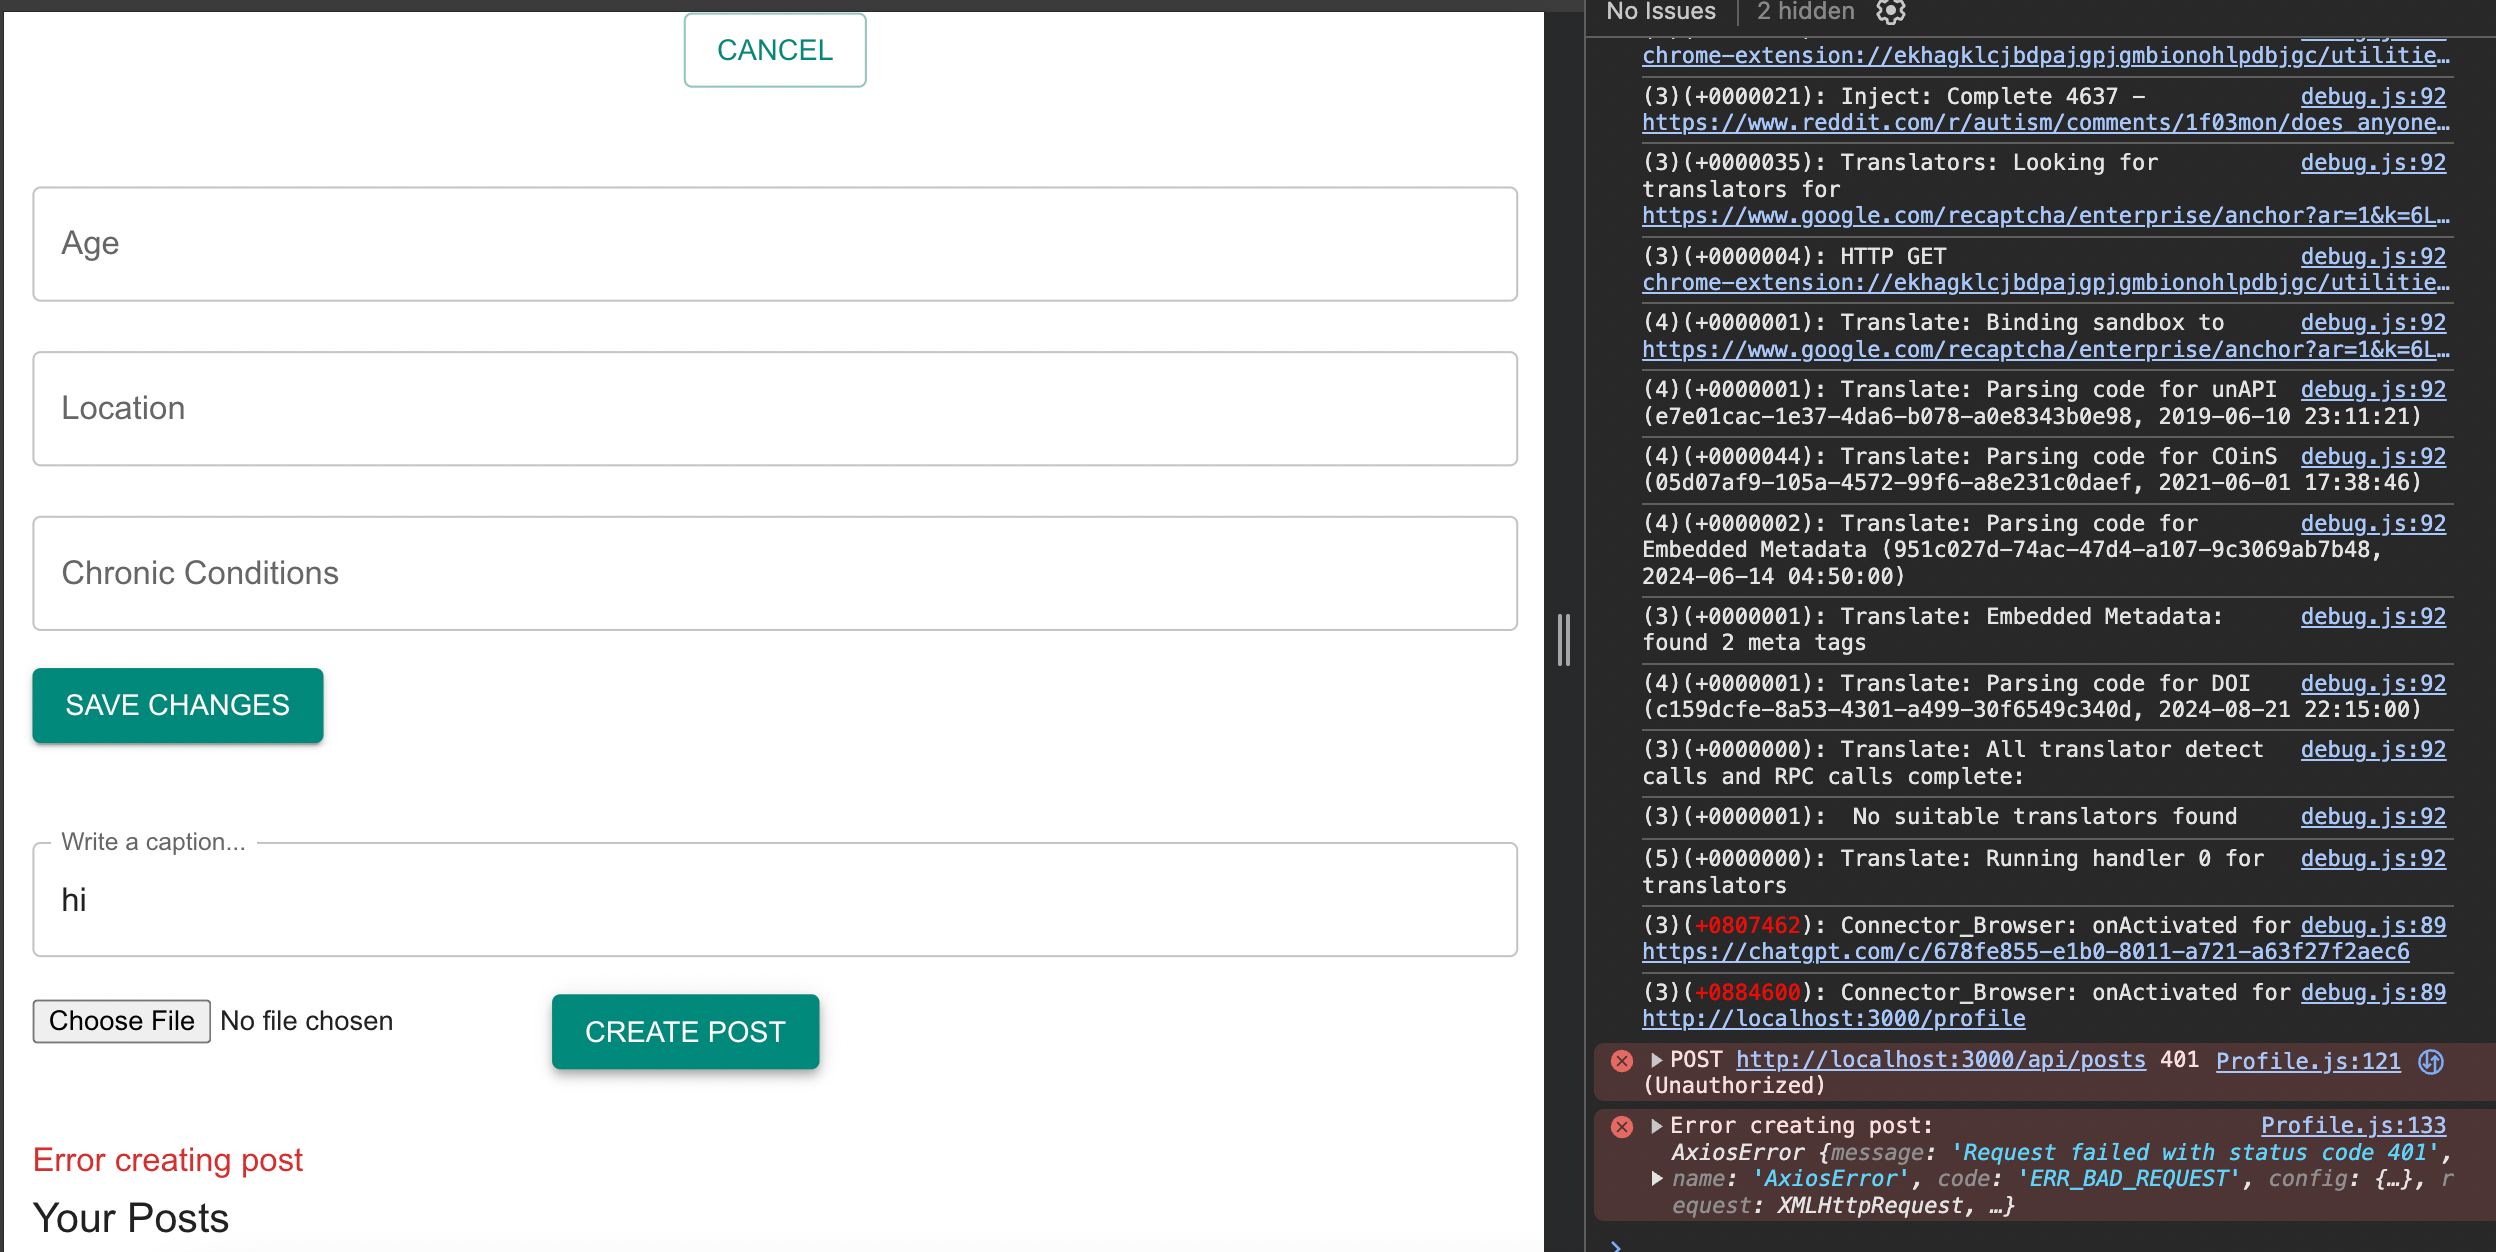 CANCEL
Age
Location
Chronic Conditions
SAVE CHANGES
Write a caption...
hi
Choose File No file chosen
CREATE POST
Error creating post
Your Posts
No Issues 2 hidden
chrome-extension://ekhagklcjbdpajgpjgmbionohlpdbjgc/utilitie…
(3)(+0000021): Inject: Complete 4637 - debug.js:92
https://www.reddit.com/r/autism/comments/1f03mon/does_anyone…
(3)(+0000035): Translators: Looking for debug.js:92
translators for
https://www.google.com/recaptcha/enterprise/anchor?ar=1&k=6L…
(3)(+0000004): HTTP GET debug.js:92
chrome-extension://ekhagklcjbdpajgpjgmbionohlpdbjgc/utilitie…
(4)(+0000001): Translate: Binding sandbox to debug.js:92
https://www.google.com/recaptcha/enterprise/anchor?ar=1&k=6L…
(4)(+0000001): Translate: Parsing code for unAPI debug.js:92
(e7e01cac-1e37-4da6-b078-a0e8343b0e98, 2019-06-10 23:11:21)
(4)(+0000044): Translate: Parsing code for COinS debug.js:92
(05d07af9-105a-4572-99f6-a8e231c0daef, 2021-06-01 17:38:46)
(4)(+0000002): Translate: Parsing code for debug.js:92
Embedded Metadata (951c027d-74ac-47d4-a107-9c3069ab7b48,
2024-06-14 04:50:00)
(3)(+0000001): Translate: Embedded Metadata: debug.js:92
found 2 meta tags
(4)(+0000001): Translate: Parsing code for DOI debug.js:92
(c159dcfe-8a53-4301-a499-30f6549c340d, 2024-08-21 22:15:00)
(3)(+0000000): Translate: All translator detect debug.js:92
calls and RPC calls complete:
(3)(+0000001):  No suitable translators found debug.js:92
(5)(+0000000): Translate: Running handler 0 for debug.js:92
translators
(3)(+0807462): Connector_Browser: onActivated for debug.js:89
https://chatgpt.com/c/678fe855-e1b0-8011-a721-a63f27f2aec6
(3)(+0884600): Connector_Browser: onActivated for debug.js:89
http://localhost:3000/profile
POST http://localhost:3000/api/posts 401 Profile.js:121
(Unauthorized)
Error creating post: Profile.js:133
AxiosError {message: 'Request failed with status code 401',
name: 'AxiosError', code: 'ERR_BAD_REQUEST', config: {…}, r
equest: XMLHttpRequest, …}